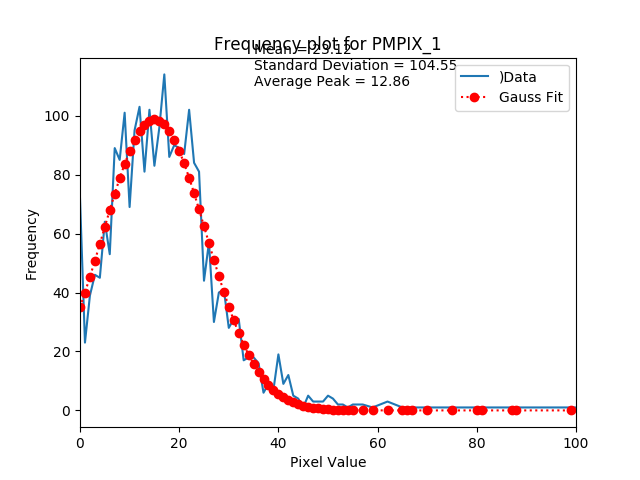 Frequency plot for PMPIX_1
Mean = 23.12
Standard Deviation = 104.55
Average Peak = 12.86
)Data
Gauss Fit
Frequency
100
80
60
40
20
0
0 20 40 60 80 100
Pixel Value